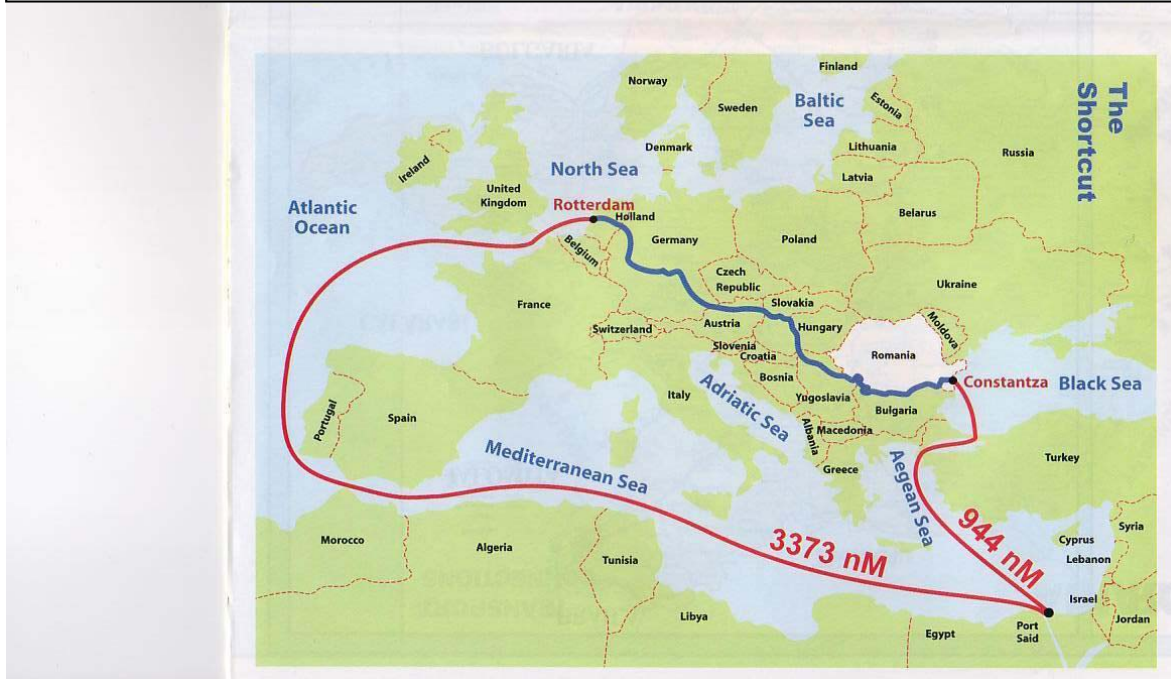 The
Shortcut
Finland
Norway
Sweden
Baltic
Sea
Estonia
Denmark
Lithuania
Russia
Latvia
Ireland
North Sea
United
Kingdom
Rotterdam
Holland
Atlantic
Ocean
Belarus
Belgium
Germany
Poland
Czech
Republic
Ukraine
Slovakia
France
Switzerland
Austria
Hungary
Moldova
Slovenia
Croatia
Romania
Bosnia
Constantza
Black Sea
Italy
Adriatic Sea
Yugoslavia
Bulgaria
Portugal
Spain
Albania
Macedonia
Mediterranean Sea
Greece
Aegean Sea
Turkey
944 nM
3373 nM
Syria
Cyprus
Lebanon
Morocco
Algeria
Tunisia
Israel
Jordan
Libya
Egypt
Port
Said